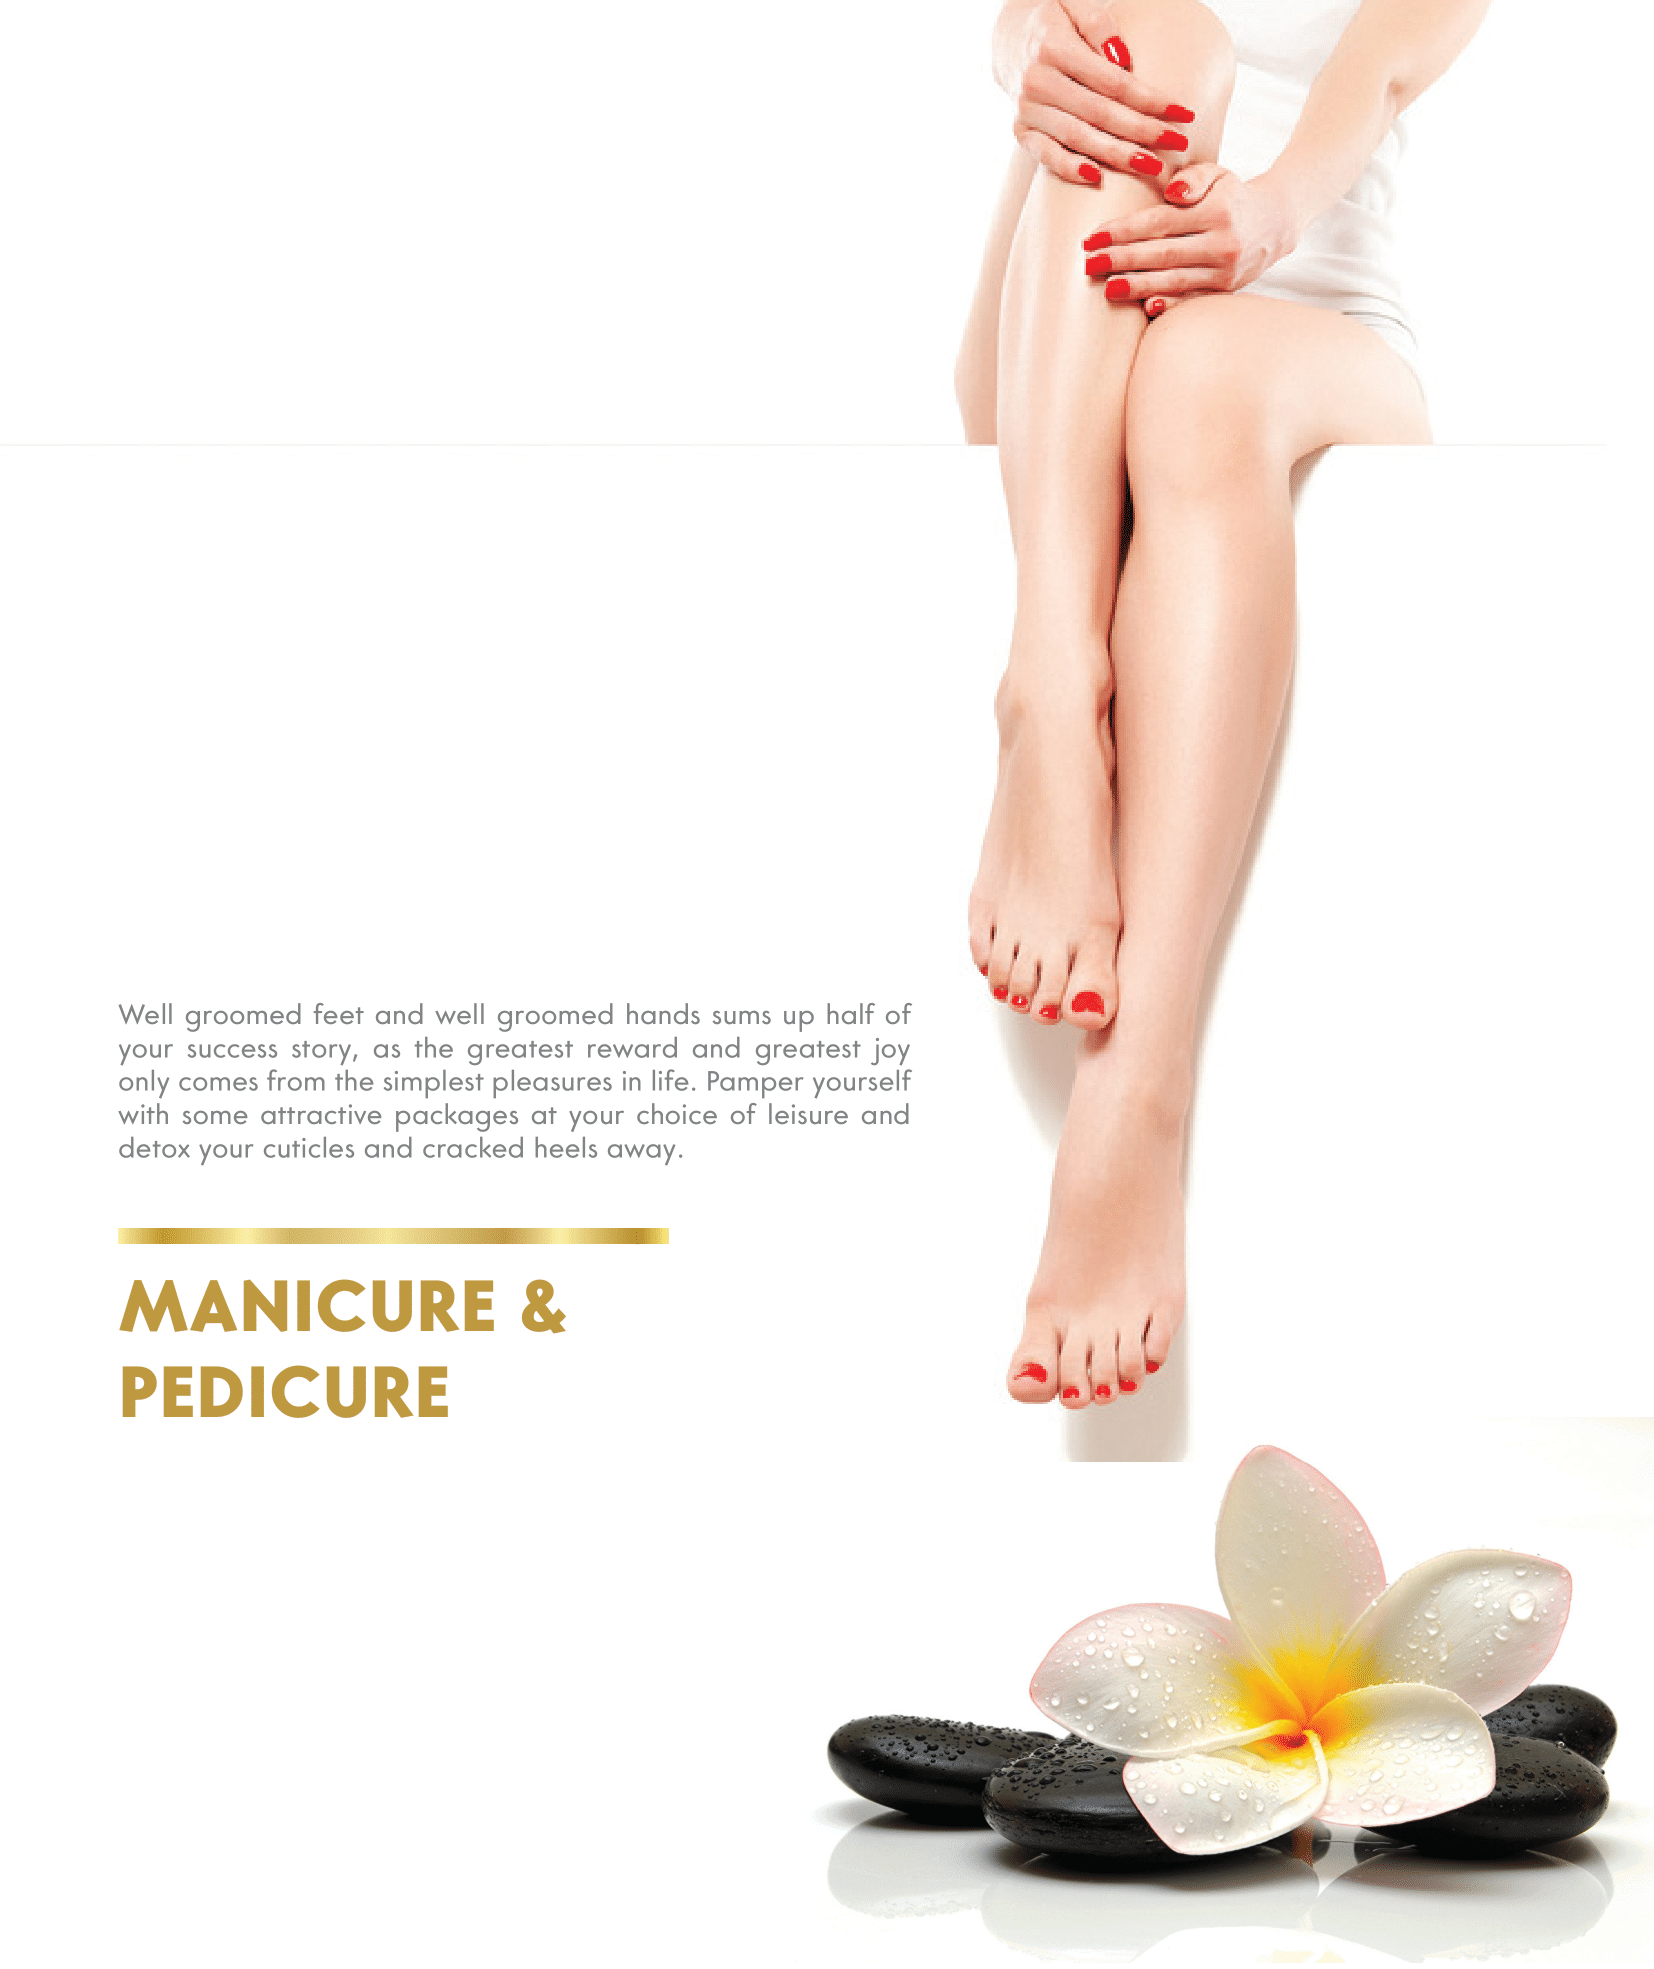 Well groomed feet and well groomed hands sums up half of
your success story, as the greatest reward and greatest joy
only comes from the simplest pleasures in life. Pamper yourself
with some attractive packages at your choice of leisure and
detox your cuticles and cracked heels away.
MANICURE &
PEDICURE